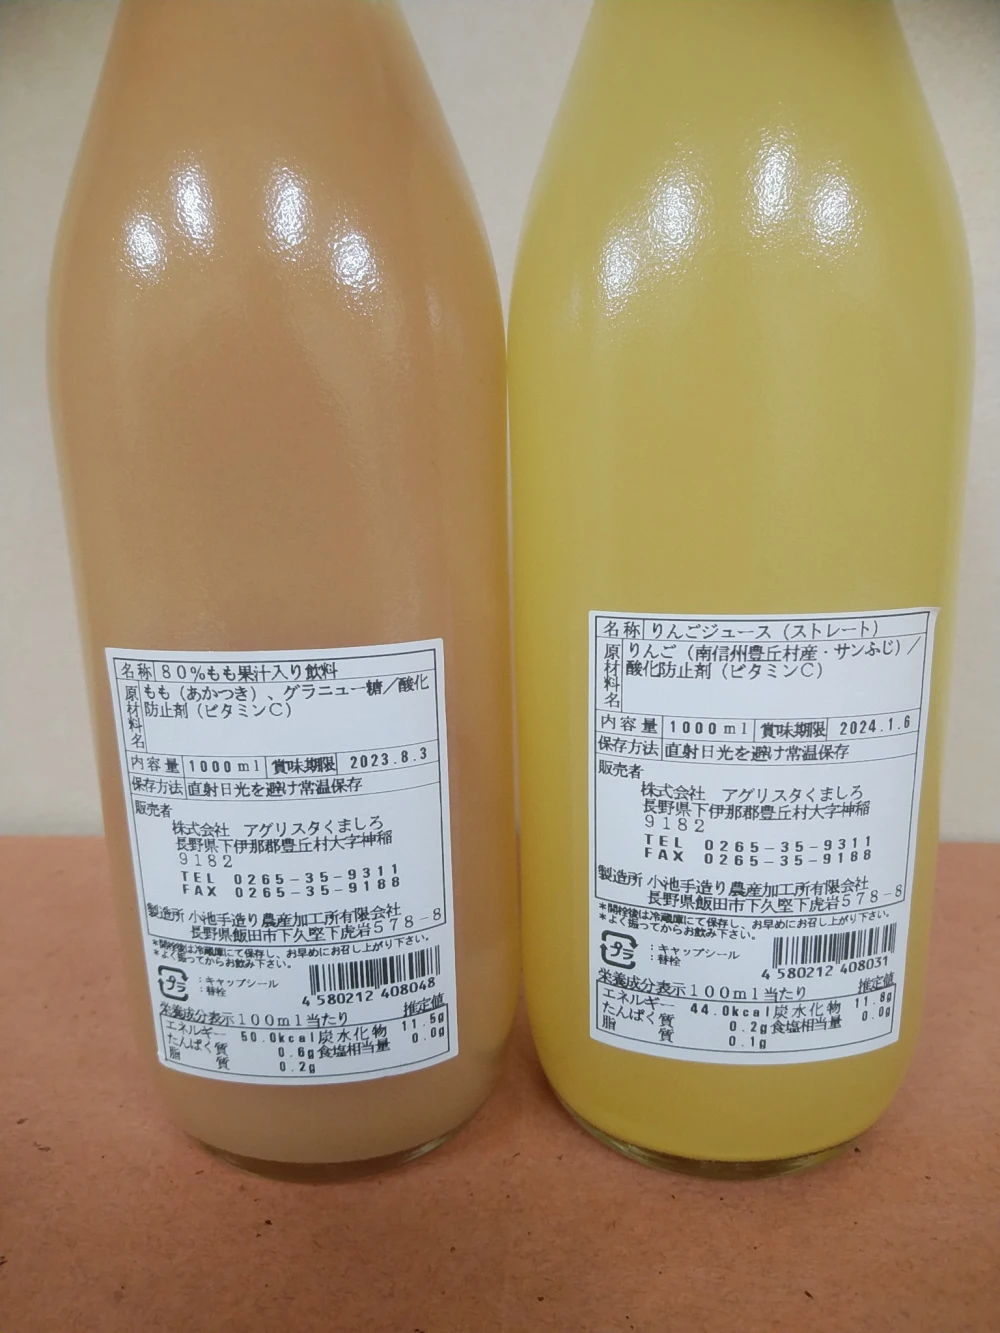 名称 80%もも果汁入り飲料
原材料名 もも(あかつき)、グラニュー糖/酸化
防止剤(ビタミンC)
内容量 1000ml 賞味期限 2023.8.3
保存方法 直射日光を避け常温保存
販売者
株式会社 アグリスタくましろ
長野県下伊那郡豊丘村大字神稲
9182
TEL 0265-35-9311
FAX 0265-35-9188
製造所 小池手造り農産加工所有限会社
長野県飯田市下久堅下虎岩578-8
*開栓後は冷蔵庫にて保存し、お早めにお召し上がり下さい。
*よく振ってからお飲み下さい。
プラ :キャップシール
:替栓
4 580212 408048
栄養成分表示100ml当たり 推定値
エネルギー 50.0kcal 炭水化物 11.5g
たんぱく質 0.6g 食塩相当量 0.0g
脂質 0.2g
名称 りんごジュース(ストレート)
原材料名 りんご(南信州豊丘村産・サンふじ)/
酸化防止剤(ビタミンC)
内容量 1000ml 賞味期限 2024.1.6
保存方法 直射日光を避け常温保存
販売者
株式会社 アグリスタくましろ
長野県下伊那郡豊丘村大字神稲
9182
TEL 0265-35-9311
FAX 0265-35-9188
製造所 小池手造り農産加工所有限会社
長野県飯田市下久堅下虎岩578-8
*開栓後は冷蔵庫にて保存し、お早めにお召し上がり下さい。
*よく振ってからお飲み下さい。
プラ :キャップシール
:替栓
4 580212 408031
栄養成分表示100ml当たり 推定値
エネルギー 44.0kcal 炭水化物 11.8g
たんぱく質 0.2g 食塩相当量 0.0g
脂質 0.1g